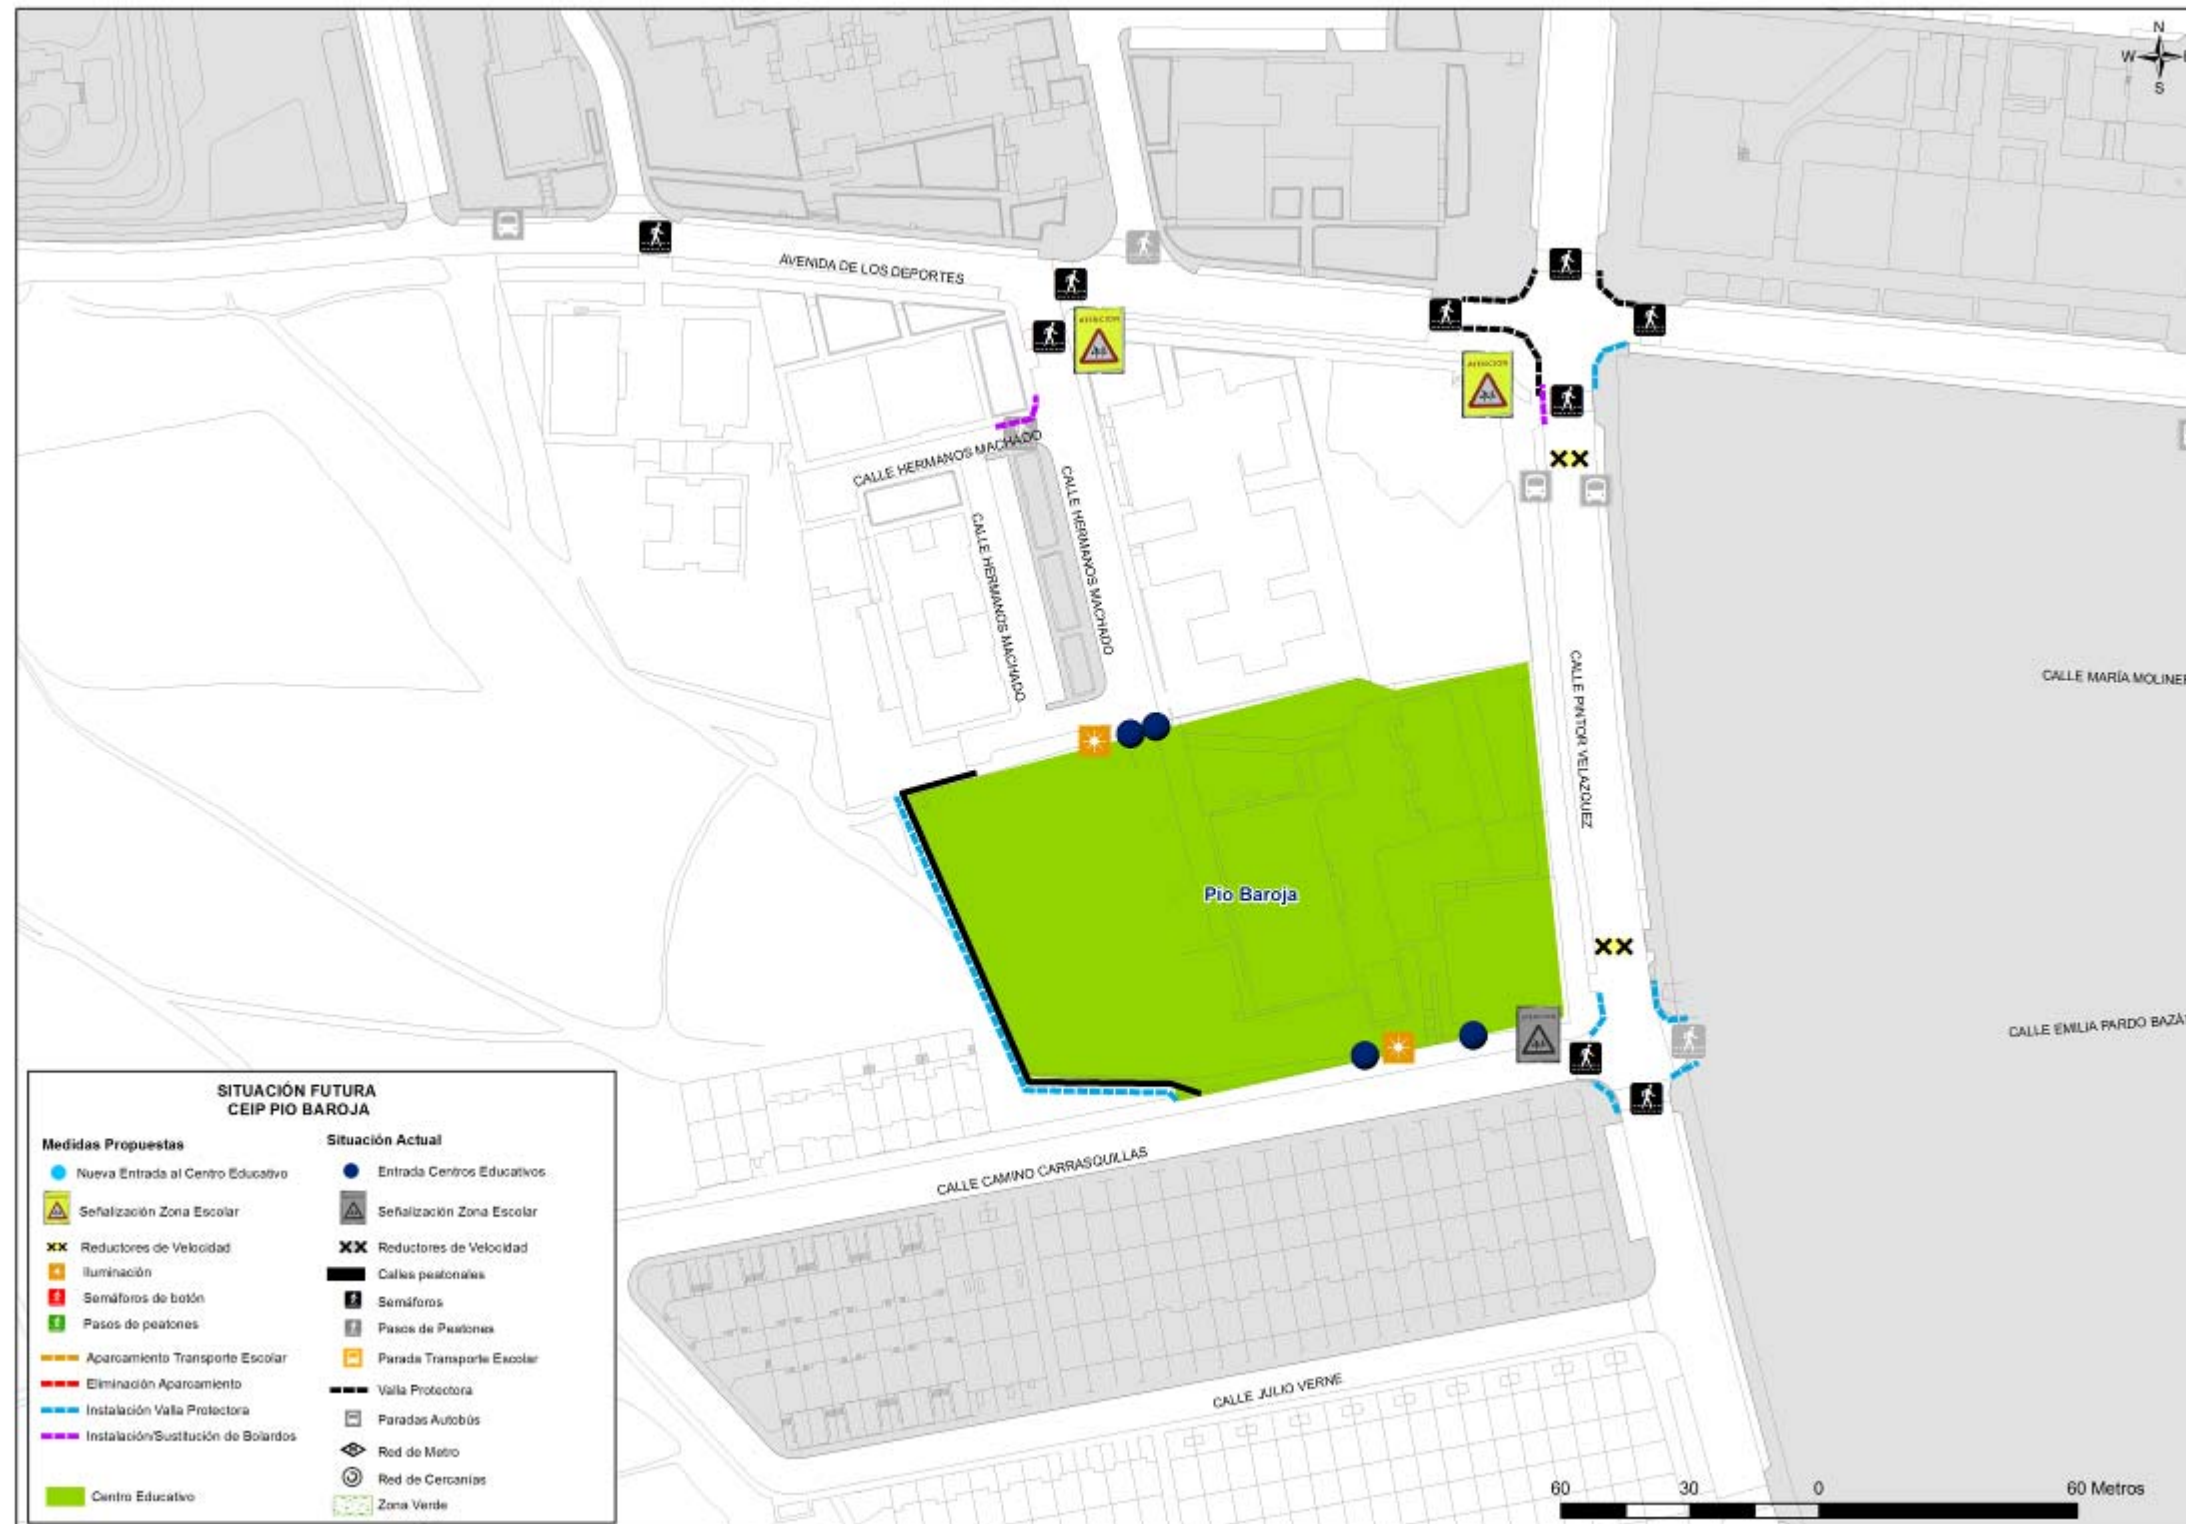 N
W
S
AVENIDA DE LOS DEPORTES
ATENCION
ATENCION
CALLE HERMANOS MACHADO
CALLE HERMANOS MACHADO
CALLE HERMANOS MACHADO
CALLE PINTOR VELAZQUEZ
CALLE MARÍA MOLINE
Pio Baroja
CALLE EMILIA PARDO BAZÁ
CALLE CAMINO CARRASQUILLAS
CALLE JULIO VERNE
SITUACIÓN FUTURA
CEIP PIO BAROJA
Medidas Propuestas
Nueva Entrada al Centro Educativo
Señalización Zona Escolar
Reductores de Velocidad
Iluminación
Semáforos de botón
Pasos de peatones
Aparcamiento Transporte Escolar
Eliminación Aparcamiento
Instalación Valla Protectora
Instalación/Sustitución de Bolardos
Centro Educativo
Situación Actual
Entrada Centros Educativos
Señalización Zona Escolar
Reductores de Velocidad
Calles peatonales
Semáforos
Pasos de Peatones
Parada Transporte Escolar
Valla Protectora
Paradas Autobús
Red de Metro
Red de Cercanías
Zona Verde
60 30 0 60 Metros